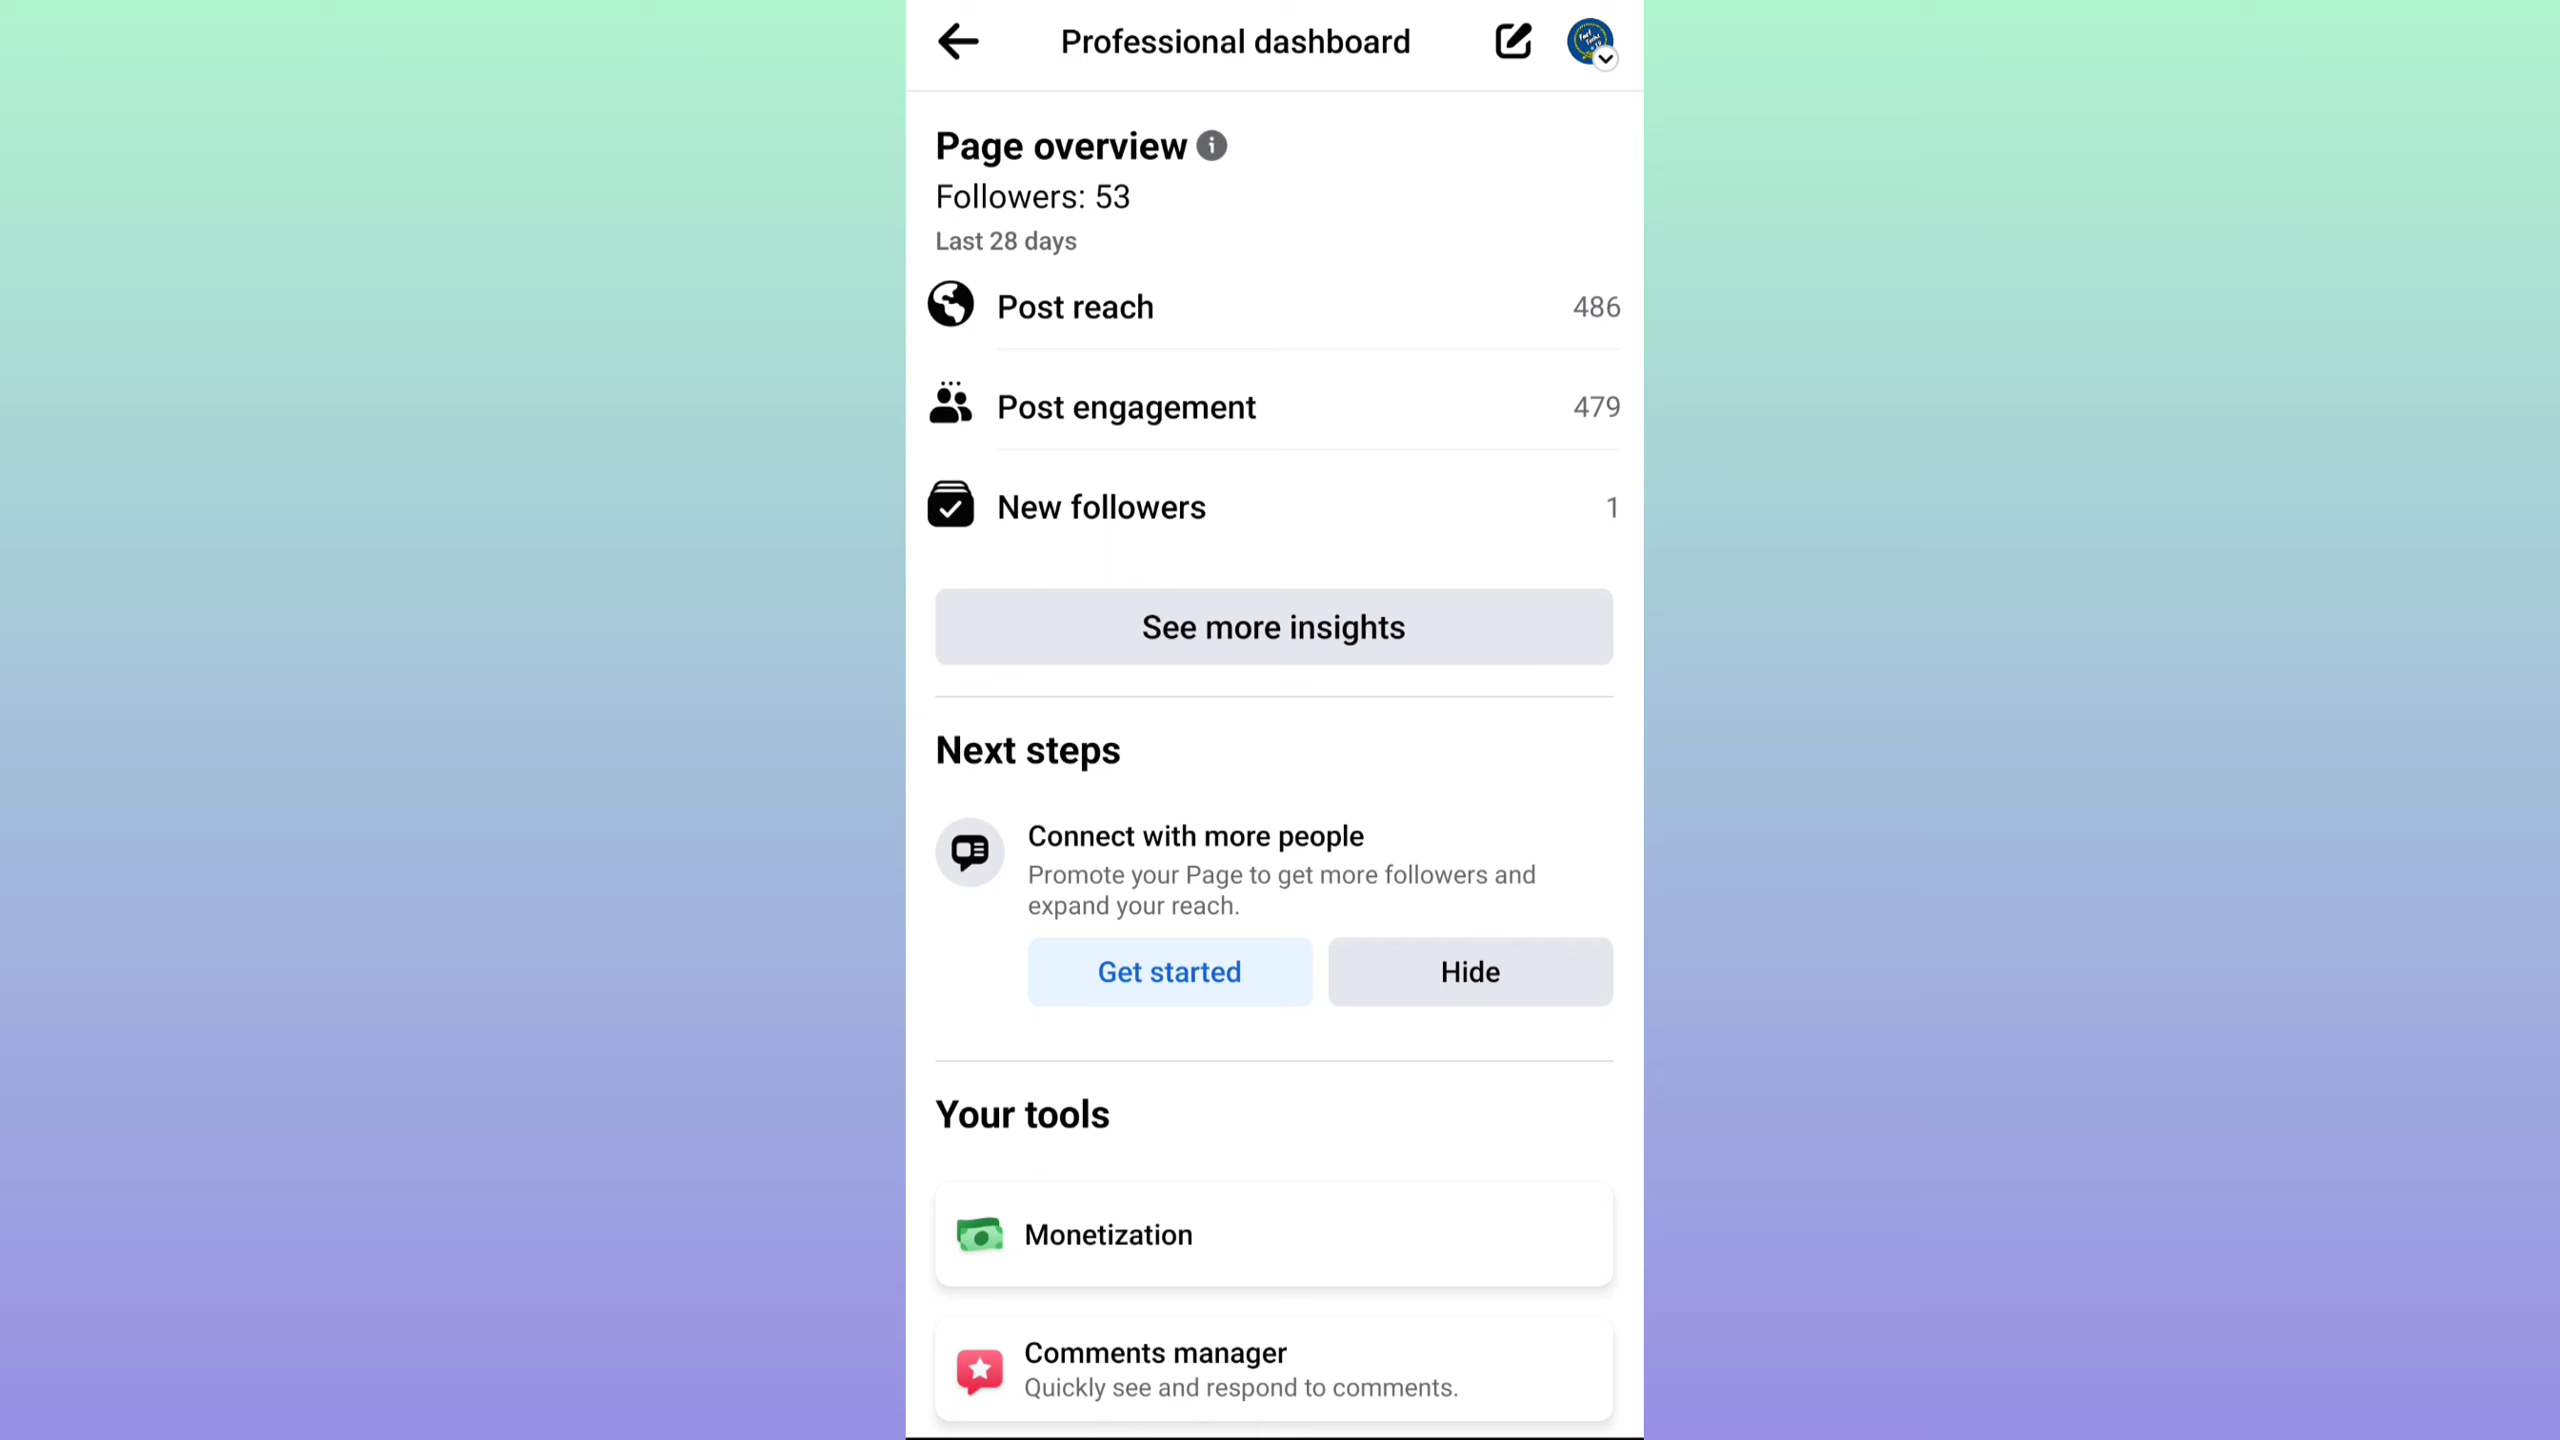 Professional dashboard
Page overview
Followers: 53
Last 28 days
Post reach 486
Post engagement 479
New followers 1
See more insights
Next steps
Connect with more people
Promote your Page to get more followers and
expand your reach.
Get started Hide
Your tools
Monetization
Comments manager
Quickly see and respond to comments.